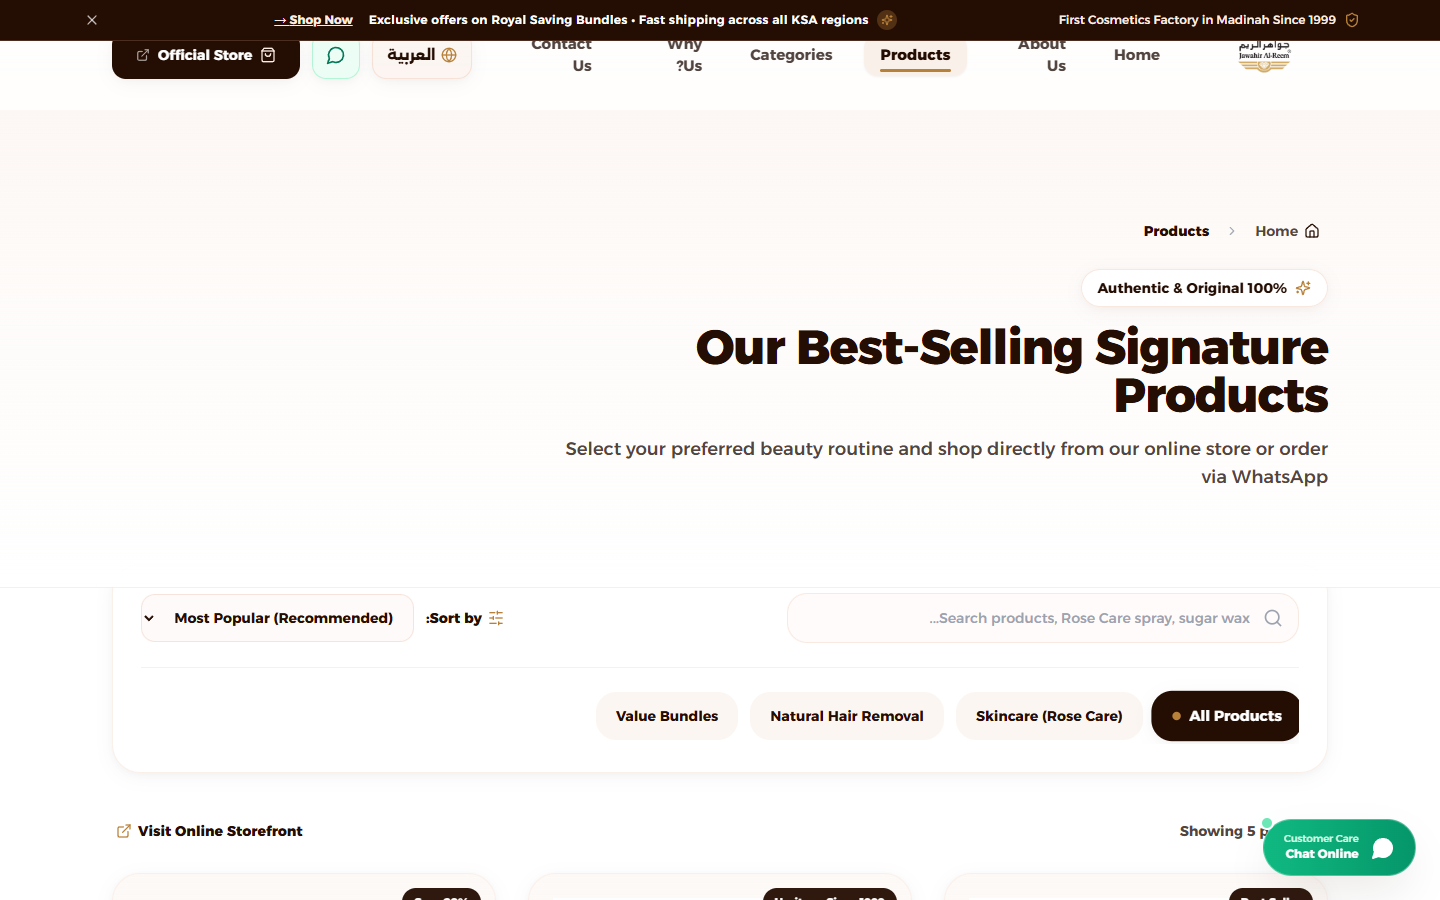 First Cosmetics Factory in Madinah Since 1999
Exclusive offers on Royal Saving Bundles • Fast shipping across all KSA regions
→ Shop Now
جواهر الريم
Jawahir Al-Reem
Home
About
Us
Products
Categories
Why
?Us
Contact
Us
العربية
Official Store
Home
Products
Authentic & Original 100%
Our Best-Selling Signature
Products
Select your preferred beauty routine and shop directly from our online store or order
via WhatsApp
...Search products, Rose Care spray, sugar wax
:Sort by
Most Popular (Recommended)
All Products
Skincare (Rose Care)
Natural Hair Removal
Value Bundles
Showing 5
Visit Online Storefront
Customer Care
Chat Online